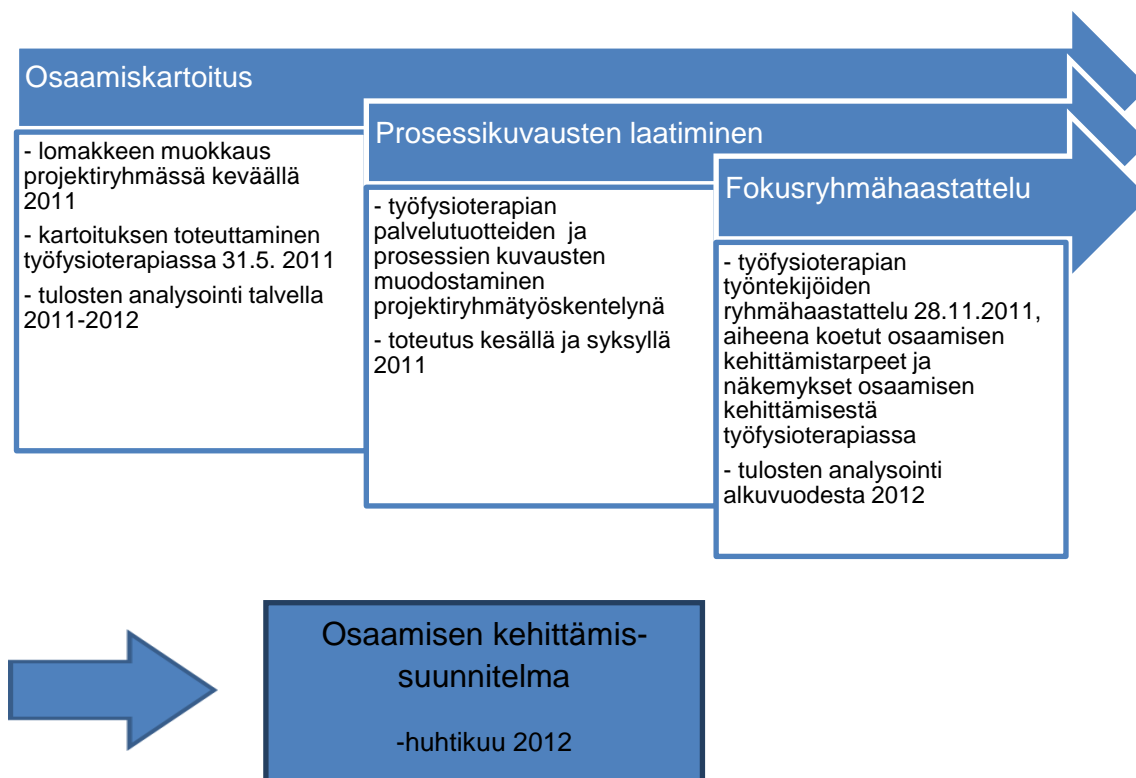 Osaamiskartoitus
- lomakkeen muokkaus
projektiryhmässä keväällä
2011
- kartoituksen toteuttaminen
työfysioterapiassa 31.5. 2011
- tulosten analysointi talvella
2011-2012
Prosessikuvausten laatiminen
- työfysioterapian
palvelutuotteiden ja
prosessien kuvausten
muodostaminen
projektiryhmätyöskentelynä
- toteutus kesällä ja syksyllä
2011
Fokusryhmähaastattelu
- työfysioterapian
työntekijöiden
ryhmähaastattelu 28.11.2011,
aiheena koetut osaamisen
kehittämistarpeet ja
näkemykset osaamisen
kehittämisestä
työfysioterapiassa
- tulosten analysointi
alkuvuodesta 2012
Osaamisen kehittämis-
suunnitelma
-huhtikuu 2012